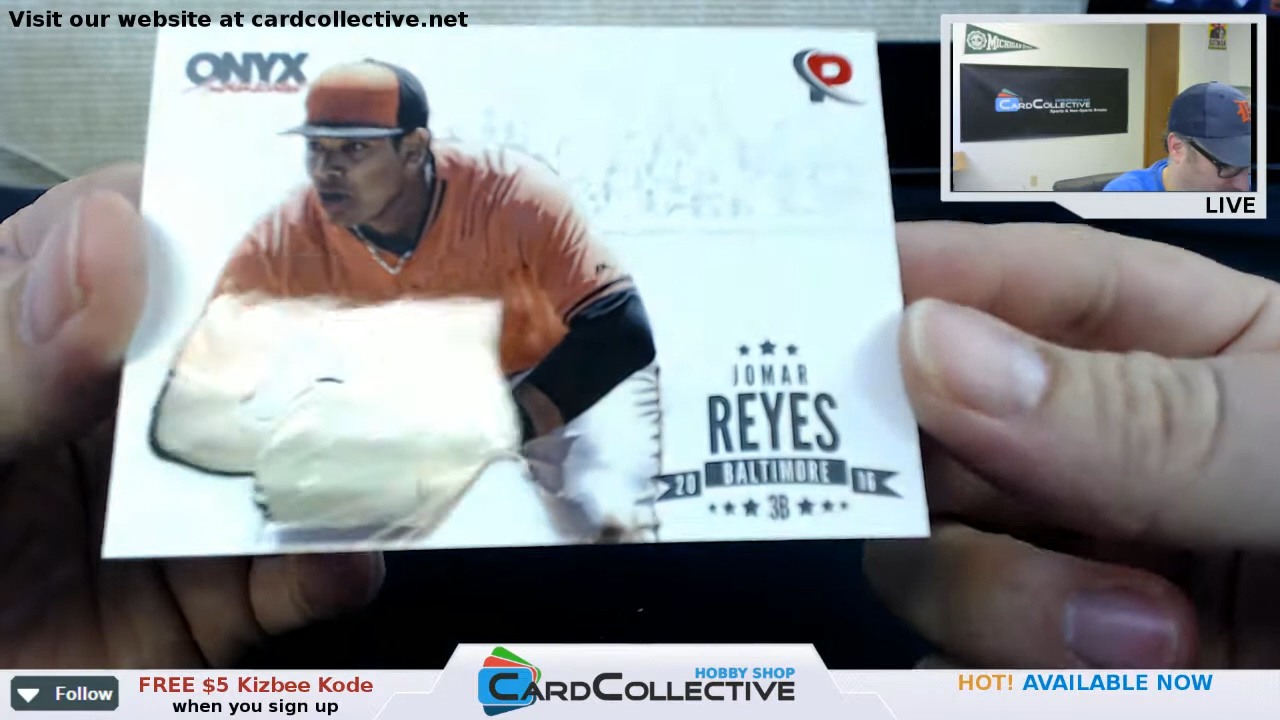 Visit our website at cardcollective.net
ONYX
P
MICHIGAN
CARDCOLLECTIVE
LIVE
JOMAR
REYES
BALTIMORE
20 16
3B
Follow
FREE $5 Kizbee Kode
when you sign up
HOBBY SHOP
CARDCOLLECTIVE
HOT! AVAILABLE NOW